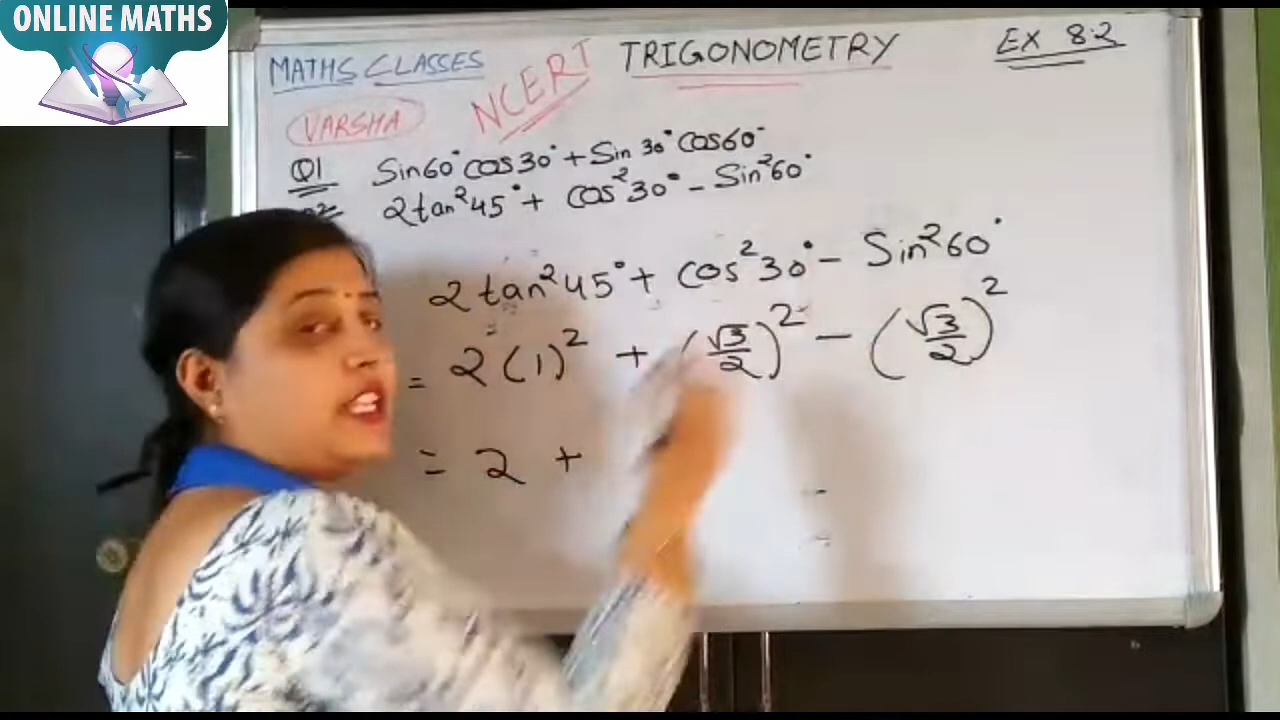 ONLINE MATHS
MATHS CLASSES NCERT TRIGONOMETRY EX 8.2
VARSHA
Q1 Sin60° cos30° + Sin 30° Cos60°
2tan²45° + cos²30° - Sin²60°
2tan²45° + cos²30° - Sin²60°
= 2(1)² + (√3/2)² - (√3/2)²
= 2 +